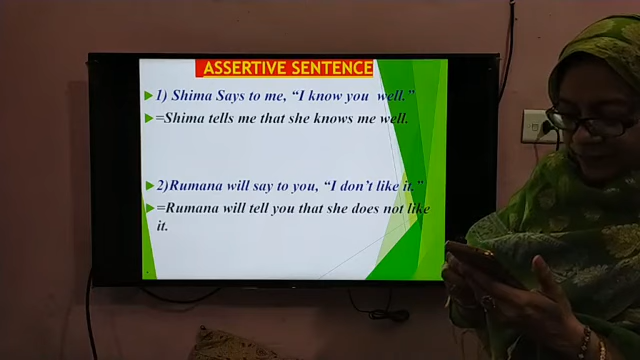 ASSERTIVE SENTENCE
1) Shima Says to me, “I know you well.”
=Shima tells me that she knows me well.
2)Rumana will say to you, “I don’t like it.”
=Rumana will tell you that she does not like
it.